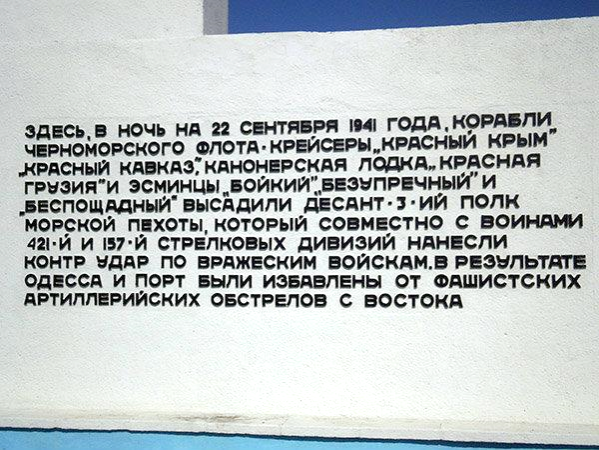 ЗДЕСЬ, В НОЧЬ НА 22 СЕНТЯБРЯ 1941 ГОДА, КОРАБЛИ
ЧЕРНОМОРСКОГО ФЛОТА-КРЕЙСЕРЫ „КРАСНЫЙ КРЫМ"
„КРАСНЫЙ КАВКАЗ", КАНОНЕРСКАЯ ЛОДКА „КРАСНАЯ
ГРУЗИЯ" И ЭСМИНЦЫ „БОЙКИЙ", „БЕЗУПРЕЧНЫЙ" И
„БЕСПОЩАДНЫЙ" ВЫСАДИЛИ ДЕСАНТ-3-ИЙ ПОЛК
МОРСКОЙ ПЕХОТЫ, КОТОРЫЙ СОВМЕСТНО С ВОИНАМИ
421-Й И 157-Й СТРЕЛКОВЫХ ДИВИЗИЙ НАНЕСЛИ
КОНТР УДАР ПО ВРАЖЕСКИМ ВОЙСКАМ. В РЕЗУЛЬТАТЕ
ОДЕССА И ПОРТ БЫЛИ ИЗБАВЛЕНЫ ОТ ФАШИСТСКИХ
АРТИЛЛЕРИЙСКИХ ОБСТРЕЛОВ С ВОСТОКА